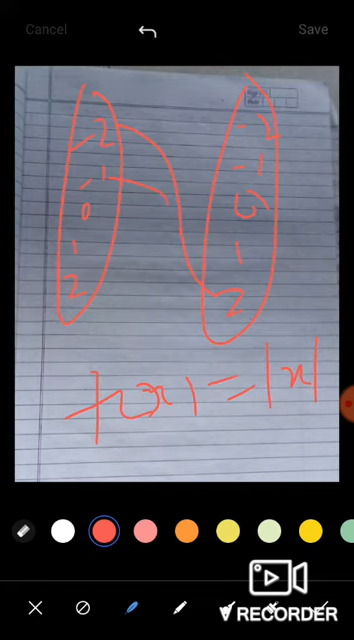 Cancel Save
-2 -2
-1 -1
0 0
1 1
2 2
f(x) = |x|
RECORDER